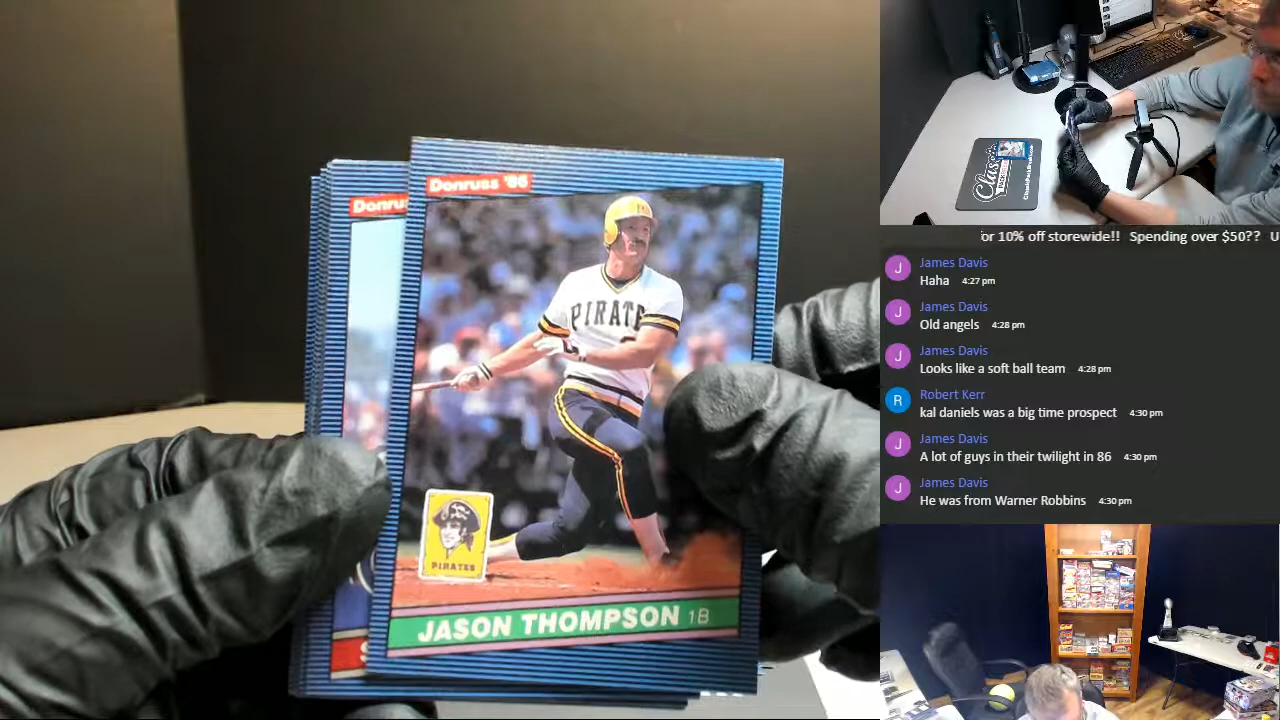 Donruss '86
Donrus
PIRATE
PIRATES
JASON THOMPSON 1B
or 10% off storewide!! Spending over $50?? U
J
James Davis
Haha 4:27 pm
J
James Davis
Old angels 4:28 pm
J
James Davis
Looks like a soft ball team 4:28 pm
R
Robert Kerr
kal daniels was a big time prospect 4:30 pm
J
James Davis
A lot of guys in their twilight in 86 4:30 pm
J
James Davis
He was from Warner Robbins 4:30 pm